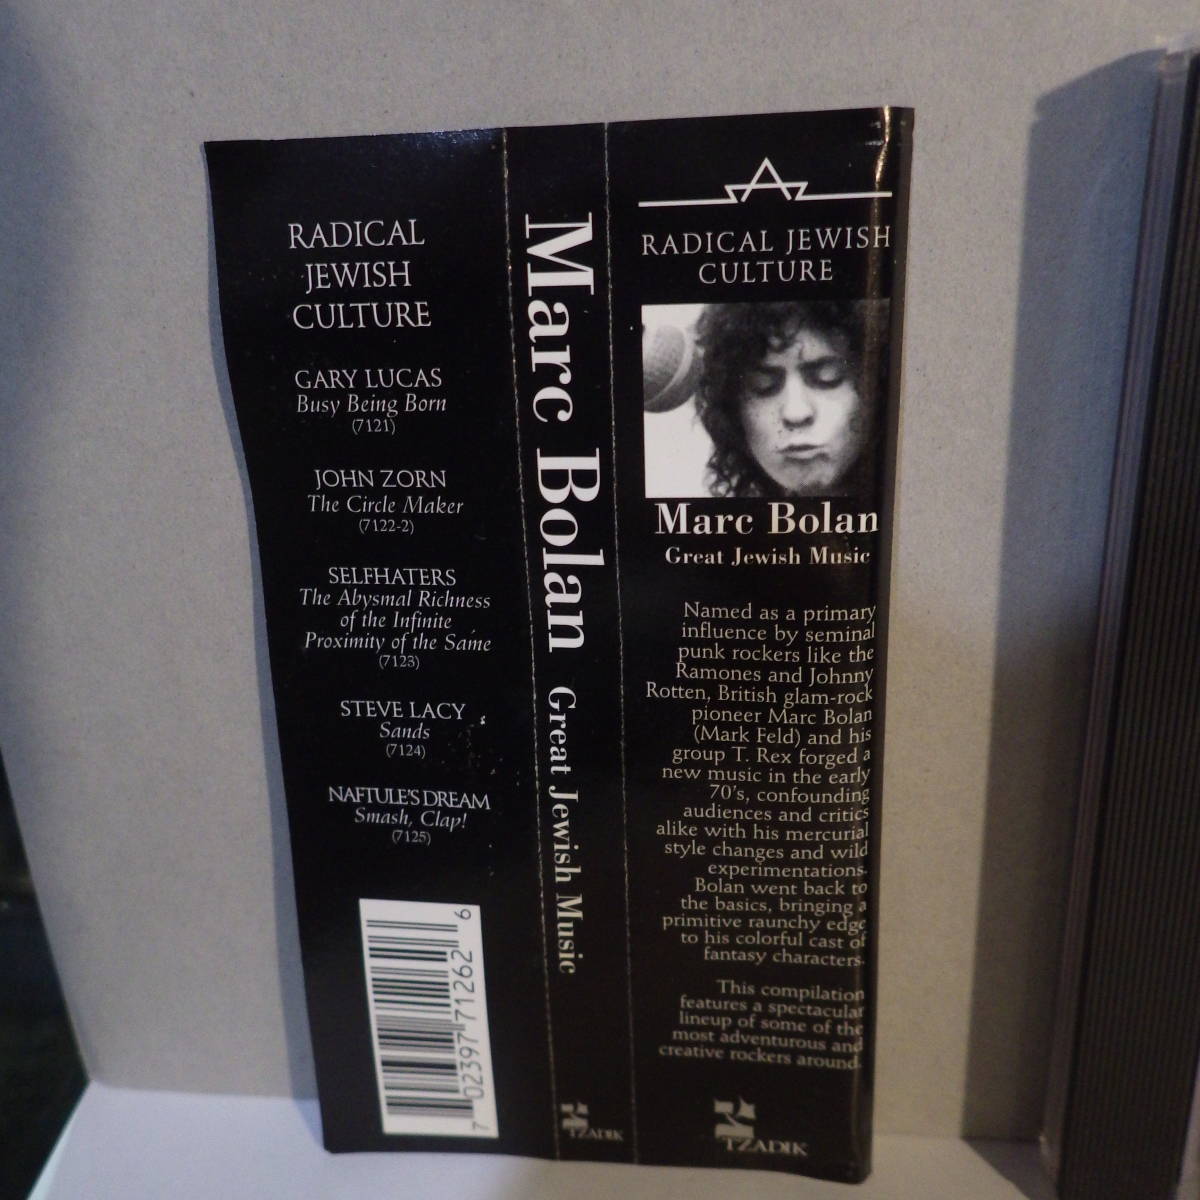 RADICAL
JEWISH
CULTURE
GARY LUCAS
Busy Being Born
(7121)
JOHN ZORN
The Circle Maker
(7122-2)
SELFHATERS
The Abysmal Richness
of the Infinite
Proximity of the Same
(7123)
STEVE LACY
Sands
(7124)
NAFTULE'S DREAM
Smash, Clap!
(7125)
7 02397 71262 6
Marc Bolan Great Jewish Music
TZADIK
RADICAL JEWISH
CULTURE
Marc Bolan
Great Jewish Music
Named as a primary
influence by seminal
punk rockers like the
Ramones and Johnny
Rotten, British glam-rock
pioneer Marc Bolan
(Mark Feld) and his
group T. Rex forged a
new music in the early
70's, confounding
audiences and critics
alike with his mercurial
style changes and wild
experimentations.
Bolan went back to
the basics, bringing a
primitive raunchy edge
to his colorful cast of
fantasy characters.
This compilation
features a spectacular
lineup of some of the
most adventurous and
creative rockers around.
TZADIK